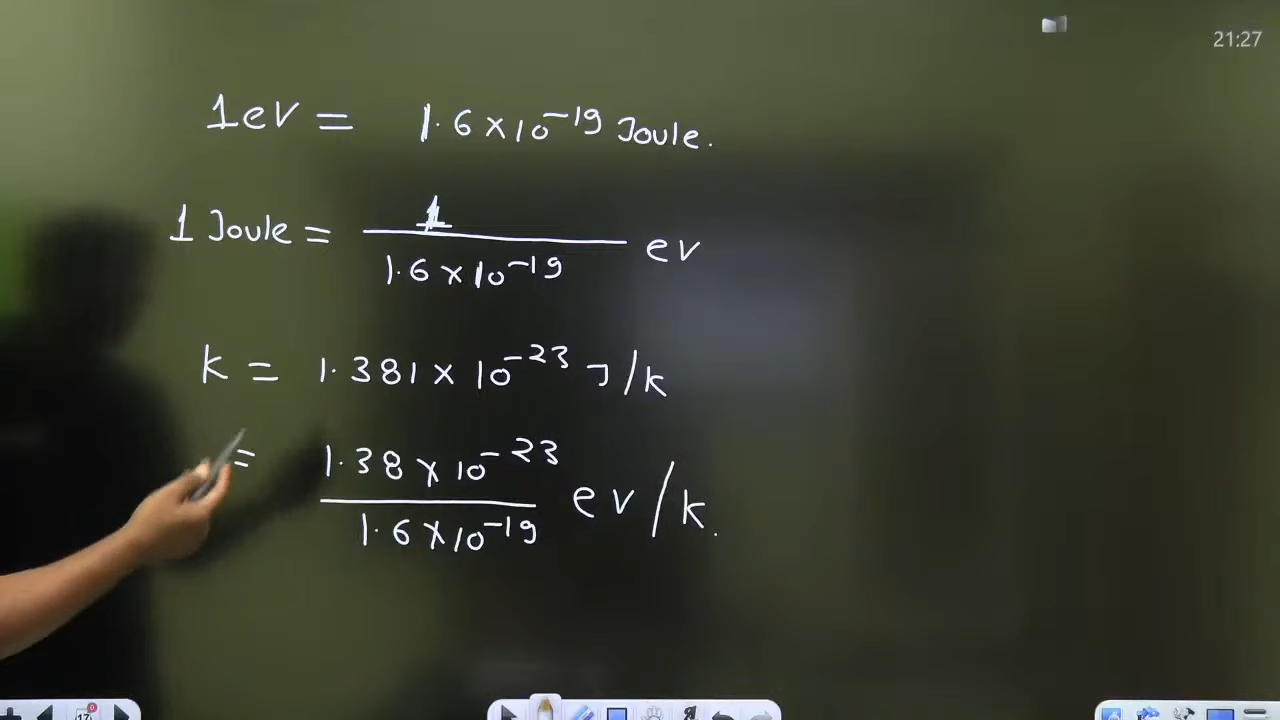 21:27
1eV = 1.6×10⁻¹⁹ Joule.
1 Joule = 1 / 1.6×10⁻¹⁹ ev
k = 1.381×10⁻²³ J/k
= 1.38×10⁻²³ / 1.6×10⁻¹⁹ ev/k.